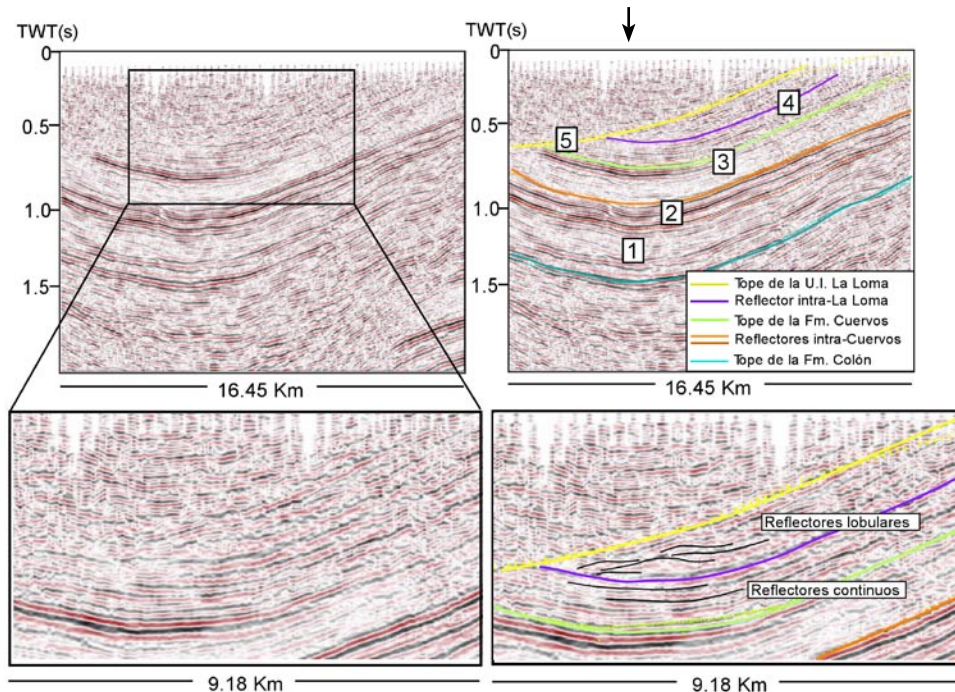 TWT(s)
0
0.5
1.0
1.5
16.45 Km
TWT(s)
0
0.5
1.0
1.5
5
4
3
2
1
Tope de la U.I. La Loma
Reflector intra-La Loma
Tope de la Fm. Cuervos
Reflectores intra-Cuervos
Tope de la Fm. Colón
16.45 Km
9.18 Km
Reflectores lobulares
Reflectores continuos
9.18 Km